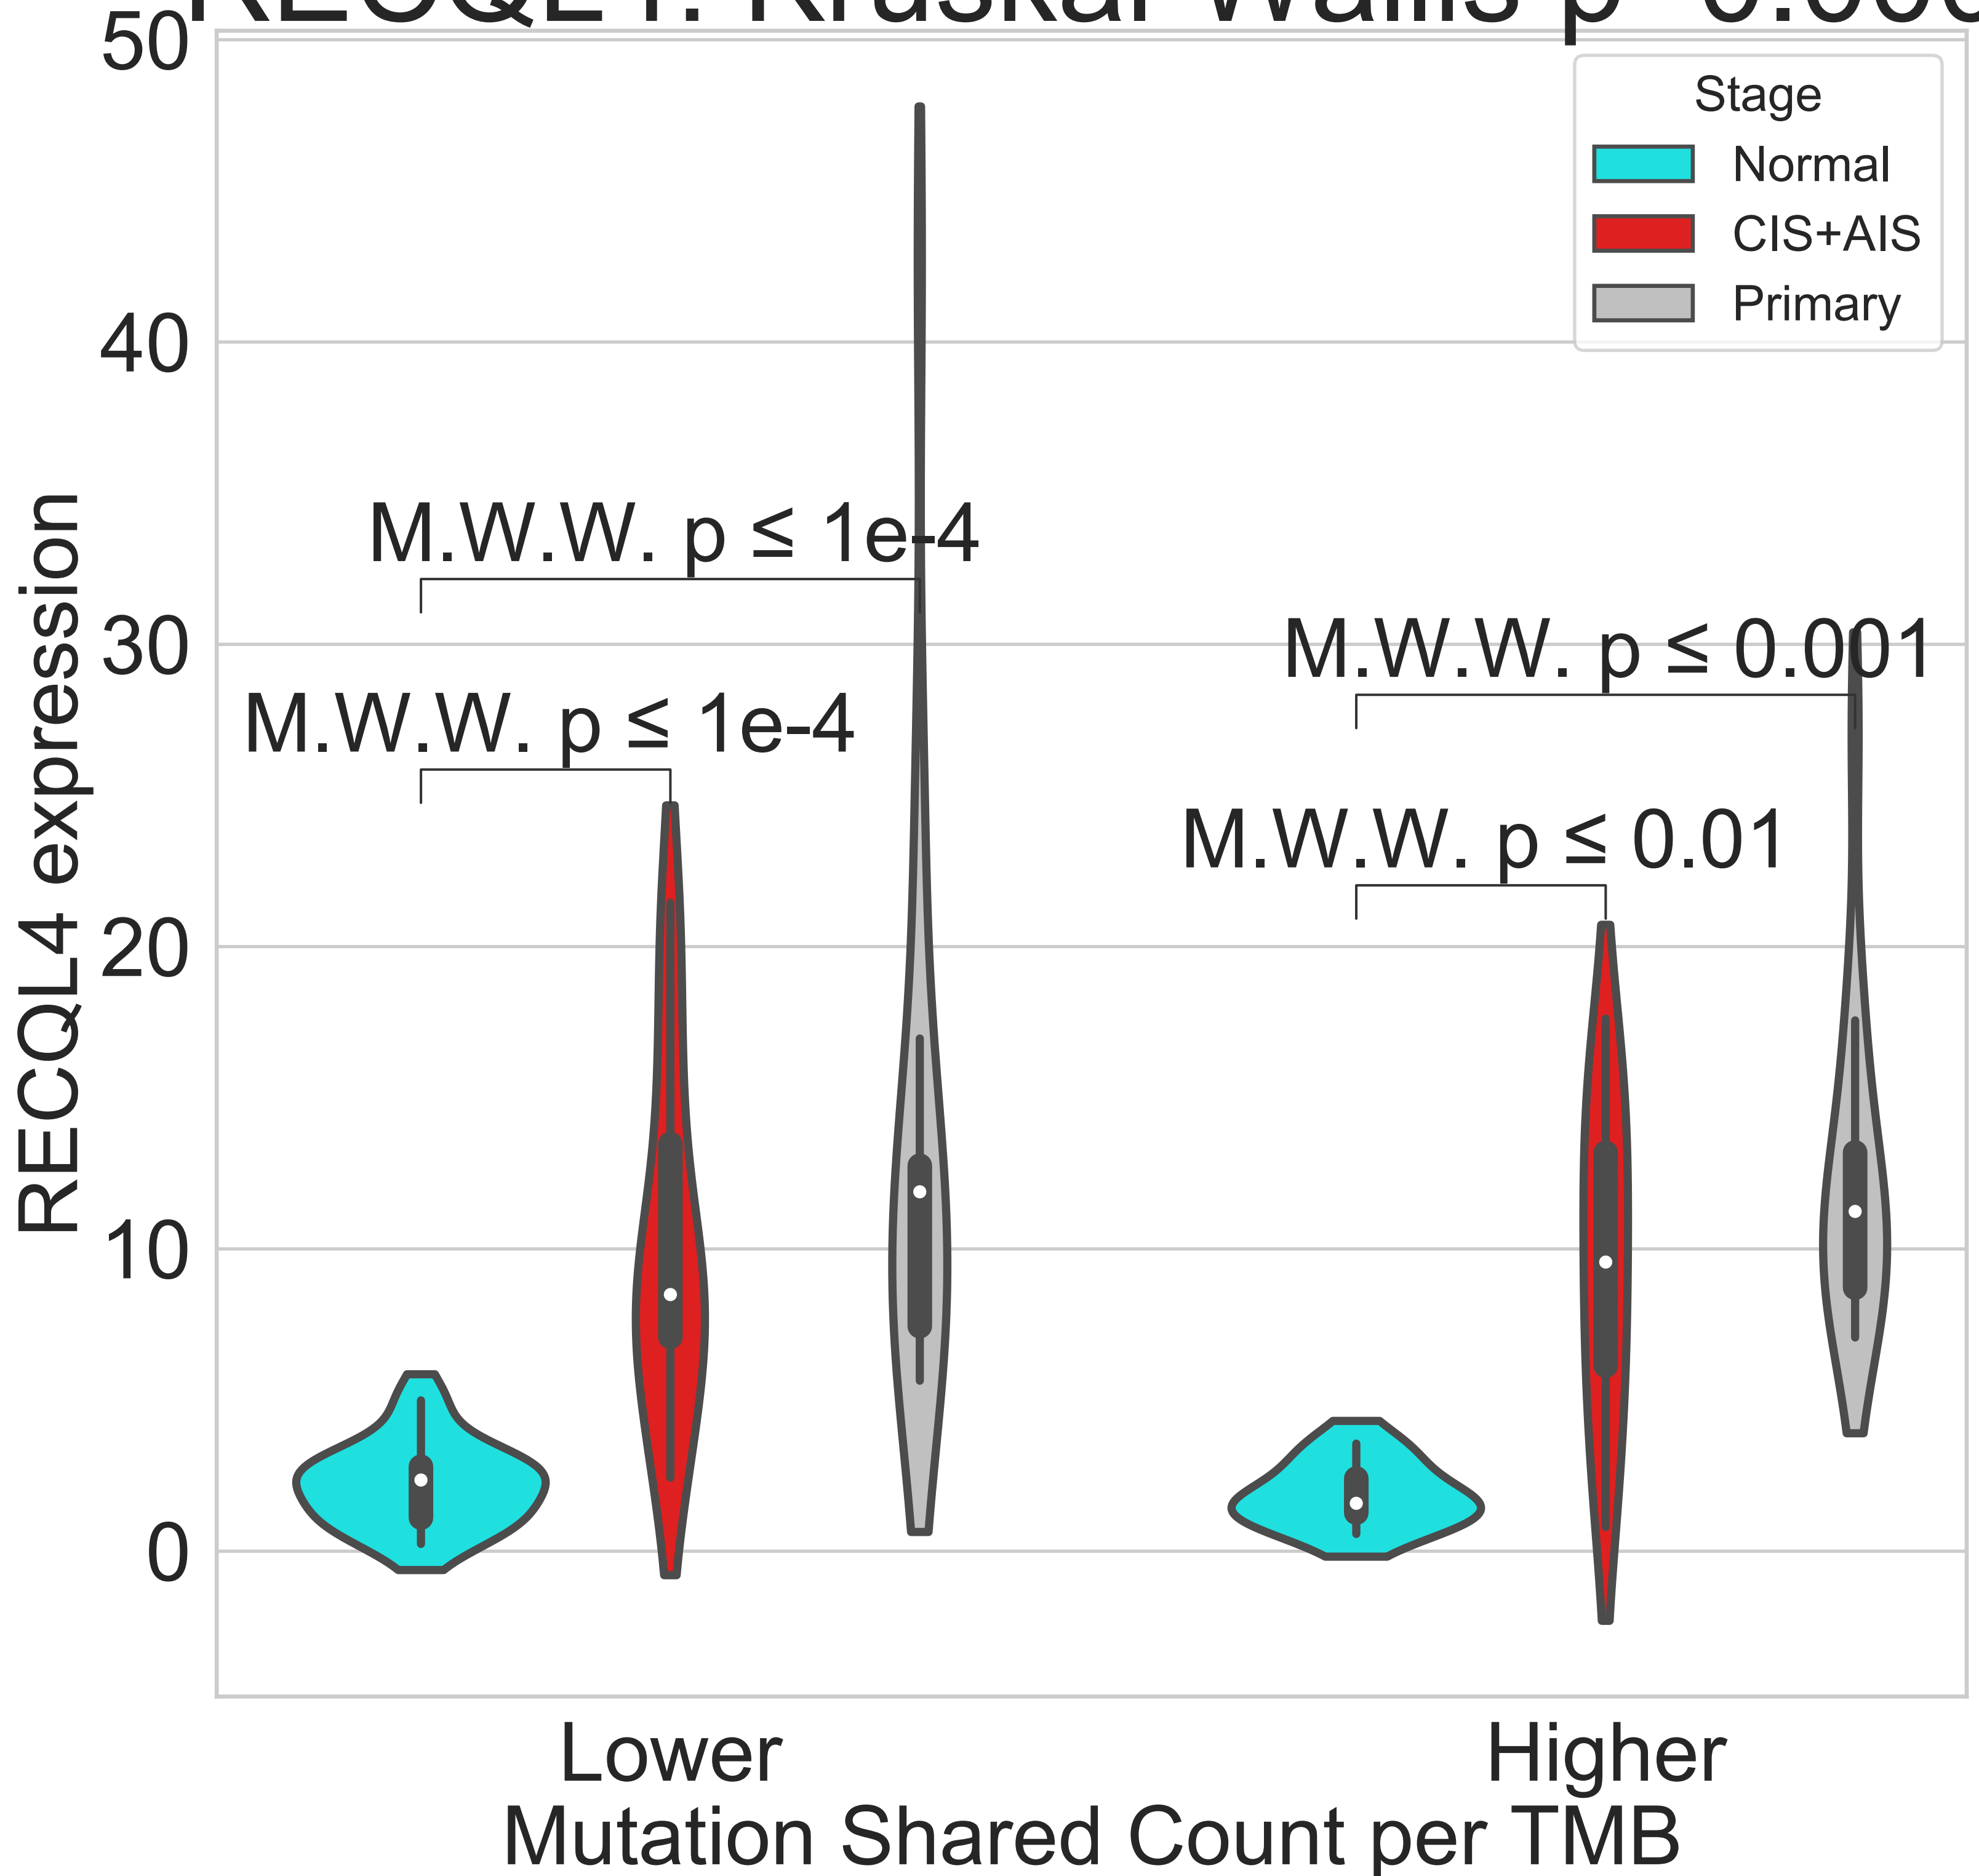 50
40
30
20
10
0
RECQL4 expression
Stage
Normal
CIS+AIS
Primary
M.W.W. p ≤ 1e-4
M.W.W. p ≤ 1e-4
M.W.W. p ≤ 0.001
M.W.W. p ≤ 0.01
Lower
Higher
Mutation Shared Count per TMB